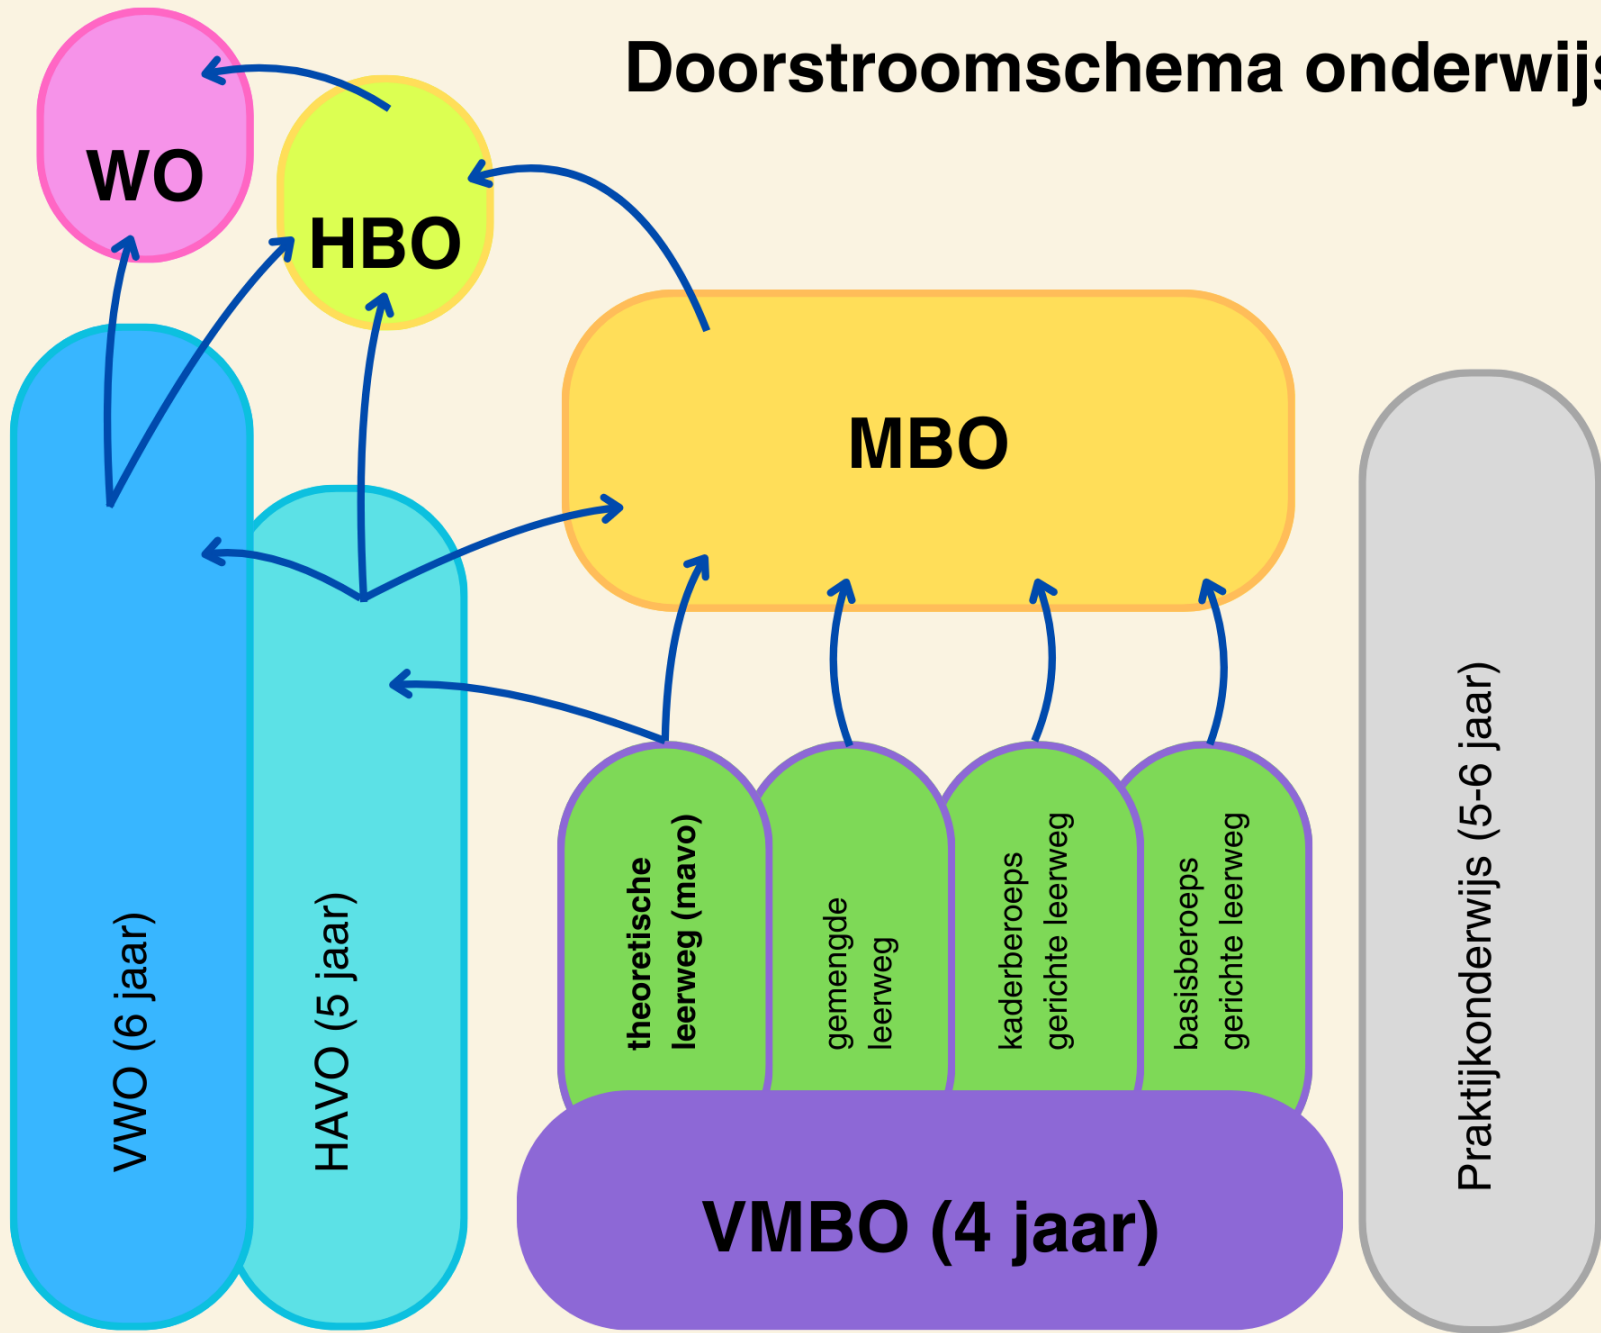 Doorstroomschema onderwijs
WO
HBO
MBO
VWO (6 jaar)
HAVO (5 jaar)
theoretische
leerweg (mavo)
gemengde
leerweg
kaderberoeps
gerichte leerweg
basisberoeps
gerichte leerweg
Praktijkonderwijs (5-6 jaar)
VMBO (4 jaar)